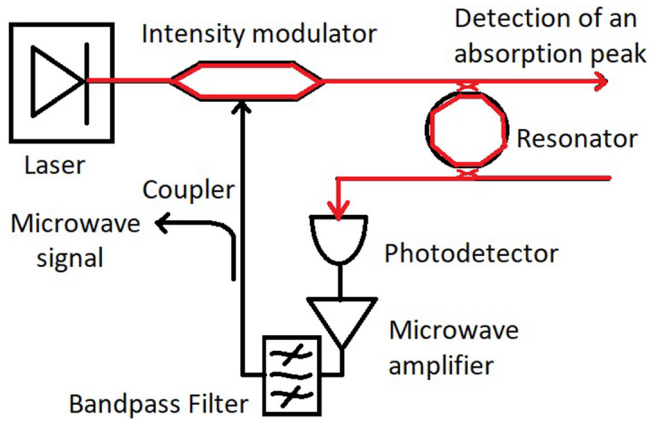 Intensity modulator
Detection of an
absorption peak
Laser
Resonator
Coupler
Microwave
signal
Photodetector
Microwave
amplifier
Bandpass Filter